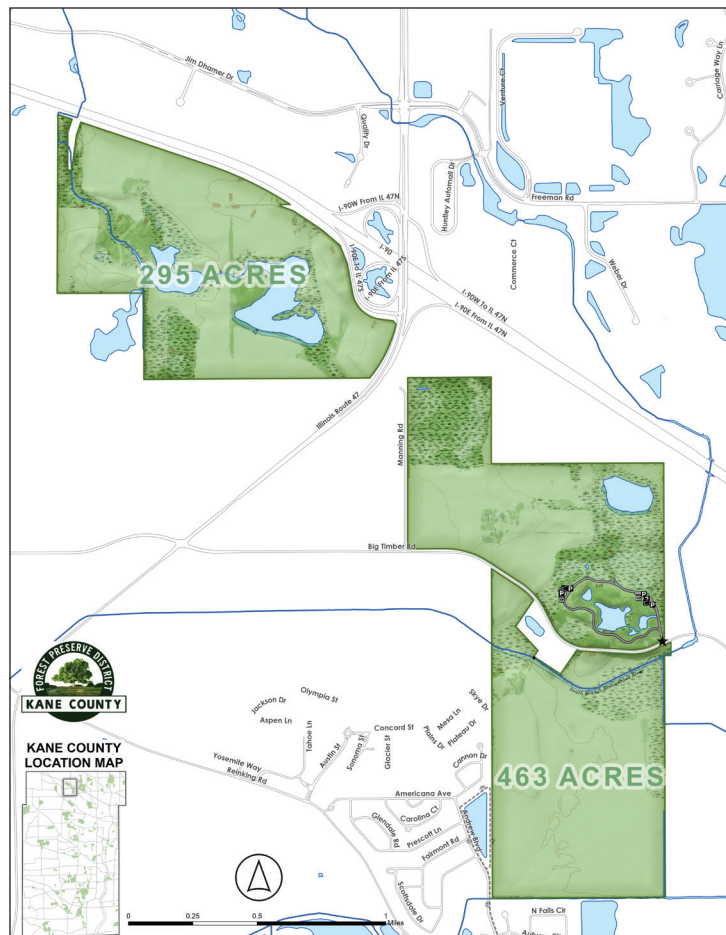 Jim Dhamer Dr
Quality Dr
Venture Ct
Carriage Way Ln
Huntley Automall Dr
Freeman Rd
I-90W From IL 47N
I-90
I-90E To IL 47S
I-90E From IL 47S
Commerce Ct
Weber Dr
295 ACRES
I-90W To IL 47N
I-90E From IL 47N
Illinois Route 47
Manning Rd
Big Timber Rd
P
P
P
P
FOREST PRESERVE DISTRICT
KANE COUNTY
KANE COUNTY
LOCATION MAP
Jackson Dr
Olympia St
Aspen Ln
Tahoe Ln
Austin St
Sonoma St
Concord St
Glacier St
Mesa Ln
Skye Dr
Plains Dr
Plateau Dr
Cannon Dr
Yosemite Way
Reinking Rd
463 ACRES
Americana Ave
Carolina Ct
Glendale Rd
Prescott Ln
Fairmont Rd
Andrew Blvd
Scottsdale Dr
N Falls Cir
0 0.25 0.5 1
Miles